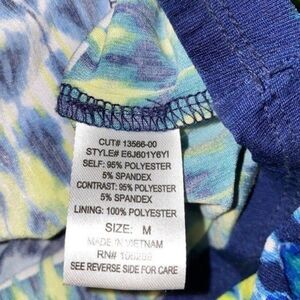 CUT# 13566-00
STYLE# E6J601Y6YI
SELF: 95% POLYESTER
5% SPANDEX
CONTRAST: 95% POLYESTER
5% SPANDEX
LINING: 100% POLYESTER
SIZE: M
MADE IN VIETNAM
RN#
SEE REVERSE SIDE FOR CARE